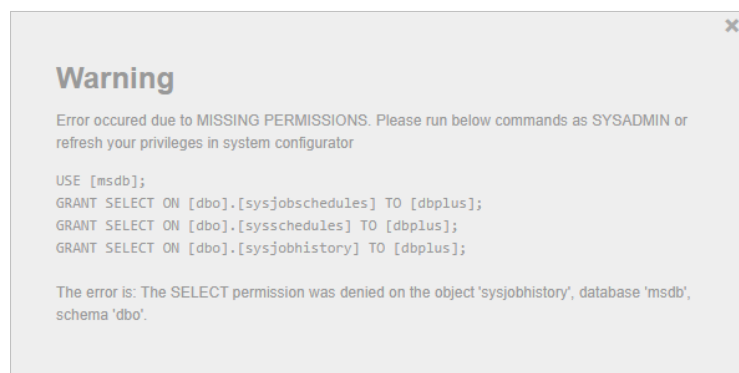 Warning
Error occured due to MISSING PERMISSIONS. Please run below commands as SYSADMIN or
refresh your privileges in system configurator
USE [msdb];
GRANT SELECT ON [dbo].[sysjobschedules] TO [dbplus];
GRANT SELECT ON [dbo].[sysschedules] TO [dbplus];
GRANT SELECT ON [dbo].[sysjobhistory] TO [dbplus];
The error is: The SELECT permission was denied on the object 'sysjobhistory', database 'msdb',
schema 'dbo'.